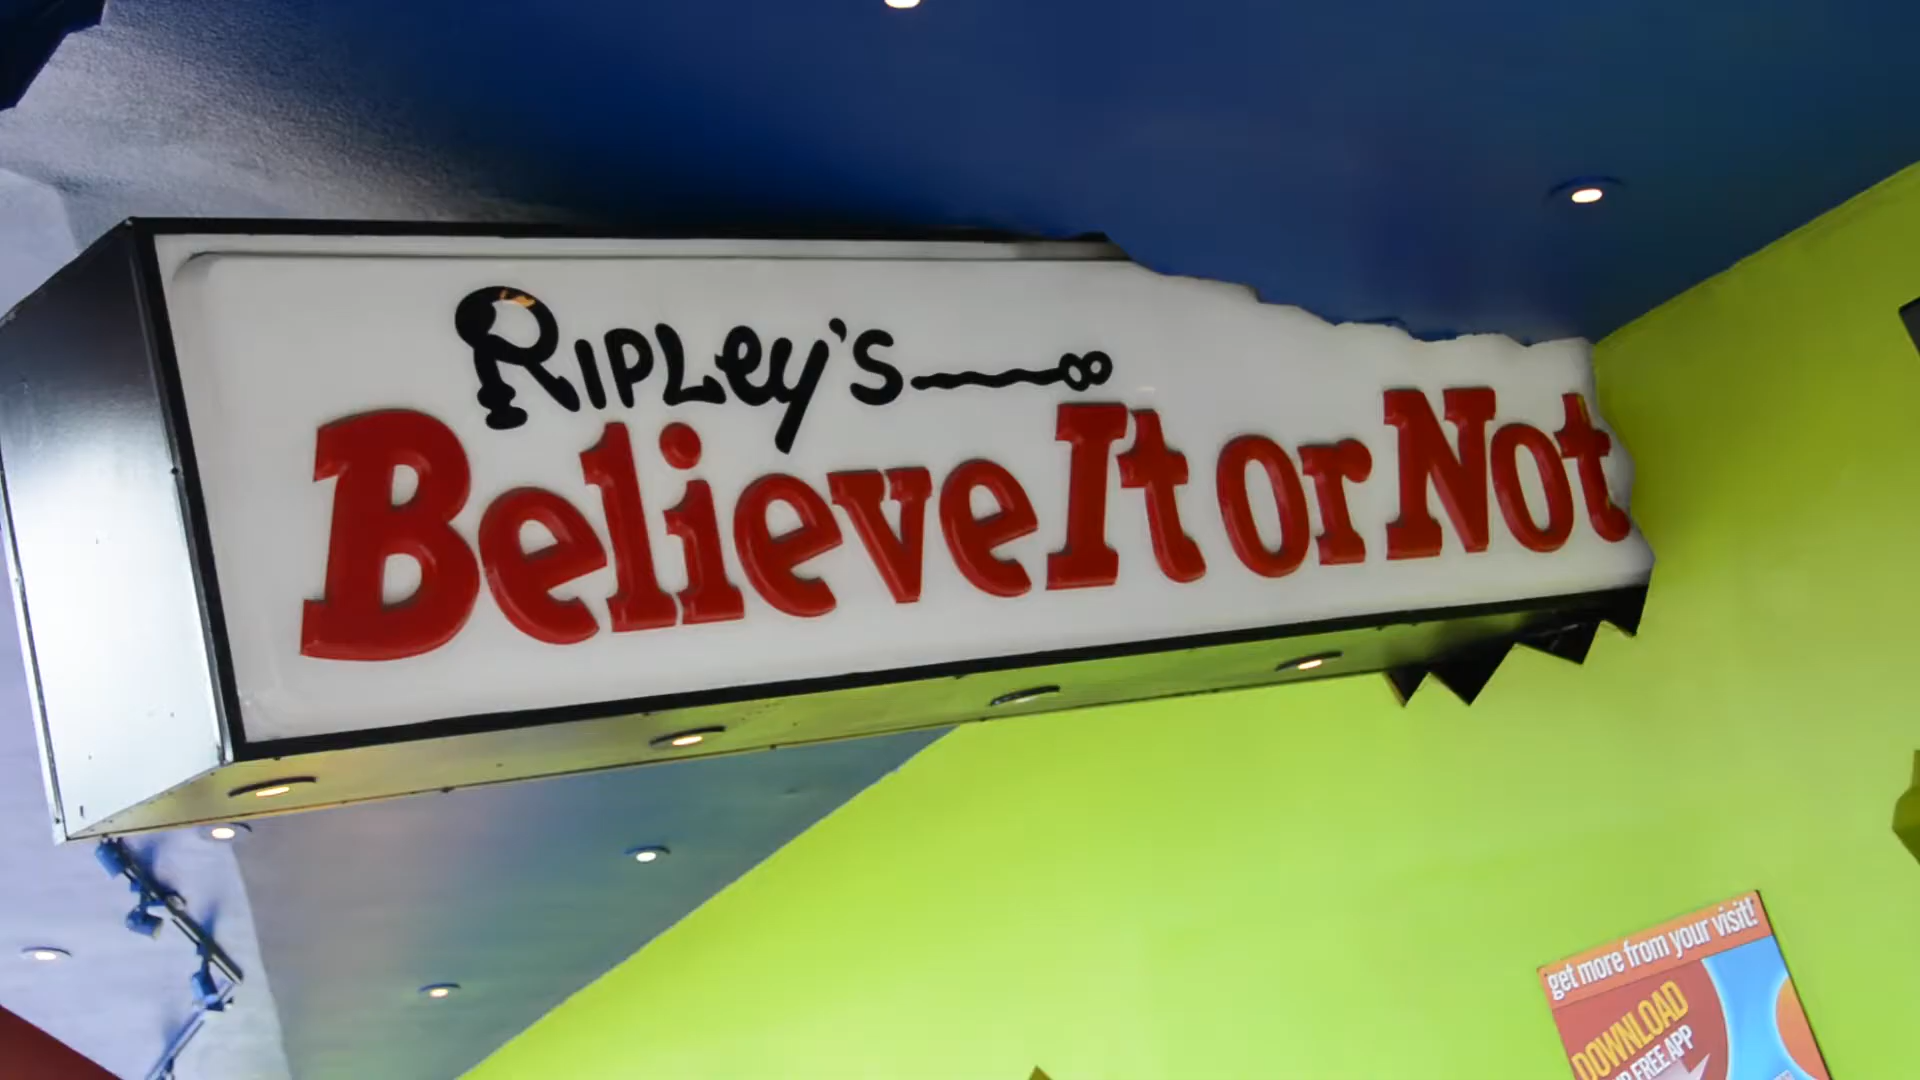 Ripley's
Believe It or Not
get more from your visit!
DOWNLOAD
FREE APP